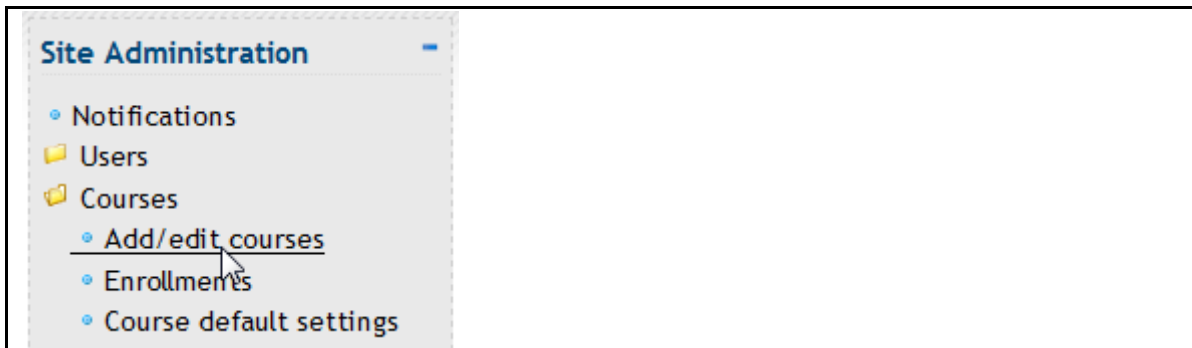 Site Administration
Notifications
Users
Courses
Add/edit courses
Enrollments
Course default settings